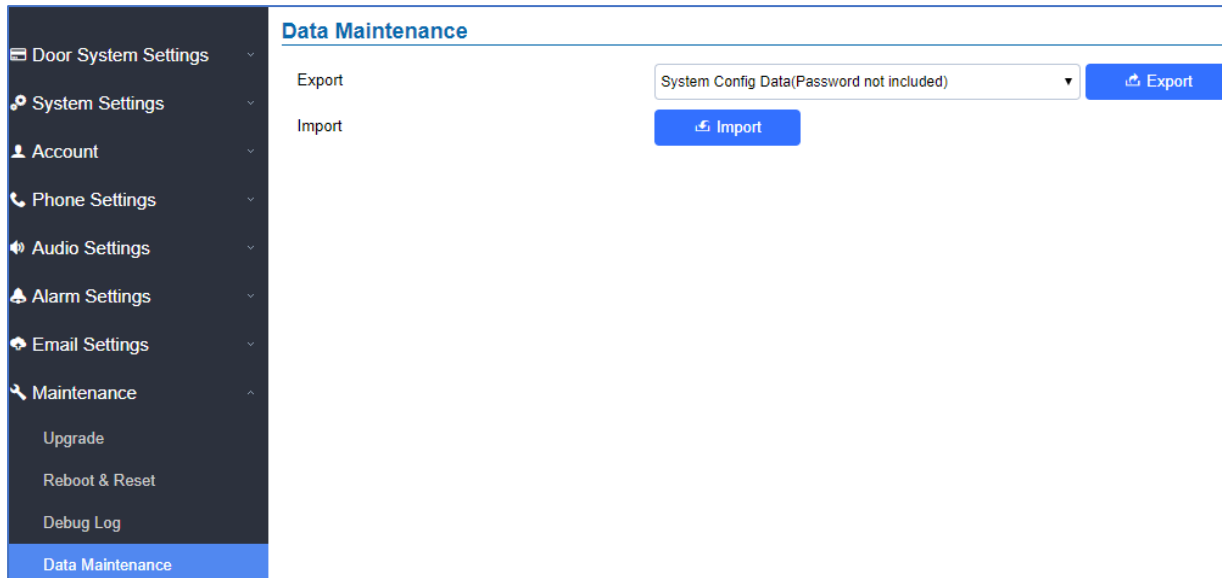 Data Maintenance
Door System Settings
Export
System Config Data(Password not included)
Export
System Settings
Import
Import
Account
Phone Settings
Audio Settings
Alarm Settings
Email Settings
Maintenance
Upgrade
Reboot & Reset
Debug Log
Data Maintenance